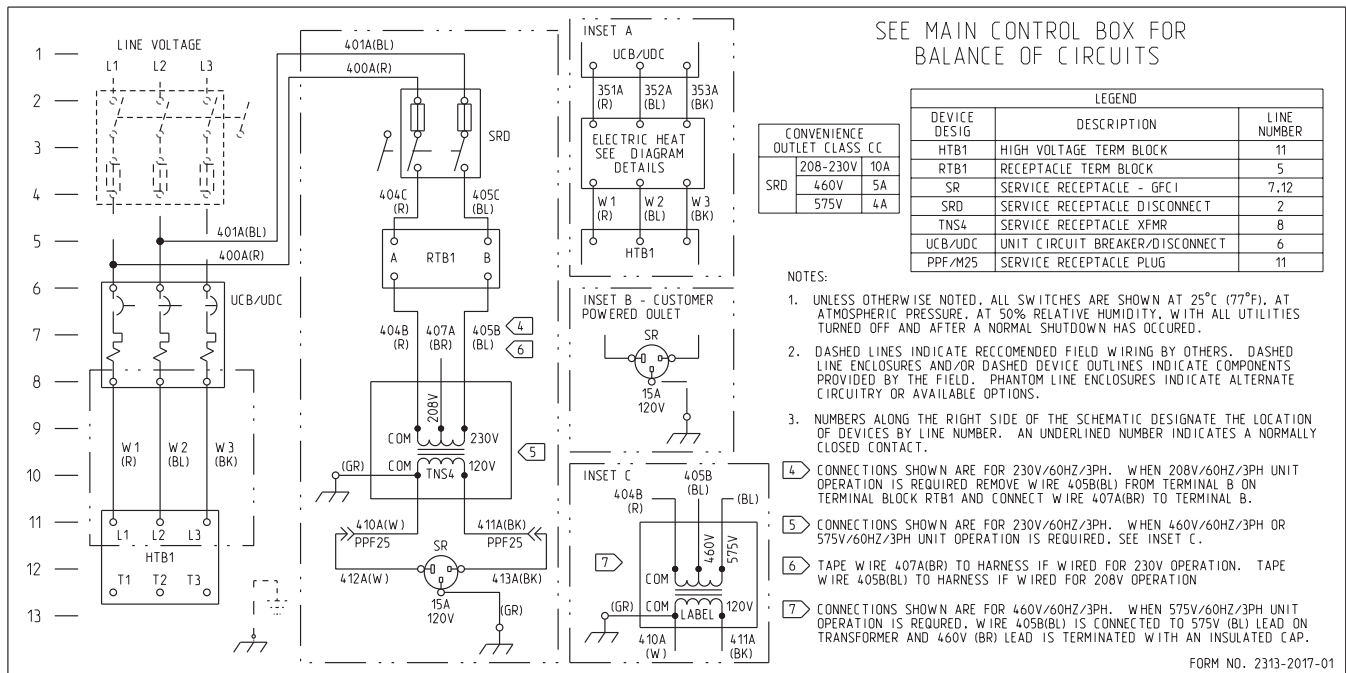 LINE VOLTAGE
L1 L2 L3
1
2
3
4
5
6
7
8
9
10
11
12
13
401A(BL)
400A(R)
401A(BL)
400A(R)
UCB/UDC
W1
(R)
W2
(BL)
W3
(BK)
L1 L2 L3
HTB1
T1 T2 T3
SRD
404C
(R)
405C
(BL)
A RTB1 B
404B
(R)
407A
(BR)
405B
(BL)
4
6
208V
COM 230V
COM TNS4 120V
5
(GR)
410A(W)
PPF25
411A(BK)
PPF25
SR
412A(W)
413A(BK)
15A
120V
(GR)
INSET A
UCB/UDC
351A
(R)
352A
(BL)
353A
(BK)
ELECTRIC HEAT
SEE DIAGRAM
DETAILS
W1
(R)
W2
(BL)
W3
(BK)
HTB1
INSET B - CUSTOMER
POWERED OULET
SR
15A
120V
INSET C
404B
(R)
405B
(BL)
(BL)
7
460V
575V
COM
COM 120V
LABEL
(GR)
410A
(W)
411A
(BK)
SEE MAIN CONTROL BOX FOR
BALANCE OF CIRCUITS
CONVENIENCE
OUTLET CLASS CC
SRD
208-230V 10A
460V 5A
575V 4A
LEGEND
DEVICE
DESIG
DESCRIPTION
LINE
NUMBER
HTB1 HIGH VOLTAGE TERM BLOCK 11
RTB1 RECEPTACLE TERM BLOCK 5
SR SERVICE RECEPTACLE - GFCI 7,12
SRD SERVICE RECEPTACLE DISCONNECT 2
TNS4 SERVICE RECEPTACLE XFMR 8
UCB/UDC UNIT CIRCUIT BREAKER/DISCONNECT 6
PPF/M25 SERVICE RECEPTACLE PLUG 11
NOTES:
1. UNLESS OTHERWISE NOTED, ALL SWITCHES ARE SHOWN AT 25°C (77°F), AT
ATMOSPHERIC PRESSURE, AT 50% RELATIVE HUMIDITY, WITH ALL UTILITIES
TURNED OFF AND AFTER A NORMAL SHUTDOWN HAS OCCURED.
2. DASHED LINES INDICATE RECCOMENDED FIELD WIRING BY OTHERS. DASHED
LINE ENCLOSURES AND/OR DASHED DEVICE OUTLINES INDICATE COMPONENTS
PROVIDED BY THE FIELD. PHANTOM LINE ENCLOSURES INDICATE ALTERNATE
CIRCUITRY OR AVAILABLE OPTIONS.
3. NUMBERS ALONG THE RIGHT SIDE OF THE SCHEMATIC DESIGNATE THE LOCATION
OF DEVICES BY LINE NUMBER. AN UNDERLINED NUMBER INDICATES A NORMALLY
CLOSED CONTACT.
4 CONNECTIONS SHOWN ARE FOR 230V/60HZ/3PH. WHEN 208V/60HZ/3PH UNIT
OPERATION IS REQUIRED REMOVE WIRE 405B(BL) FROM TERMINAL B ON
TERMINAL BLOCK RTB1 AND CONNECT WIRE 407A(BR) TO TERMINAL B.
5 CONNECTIONS SHOWN ARE FOR 230V/60HZ/3PH. WHEN 460V/60HZ/3PH OR
575V/60HZ/3PH UNIT OPERATION IS REQUIRED, SEE INSET C.
6 TAPE WIRE 407A(BR) TO HARNESS IF WIRED FOR 230V OPERATION. TAPE
WIRE 405B(BL) TO HARNESS IF WIRED FOR 208V OPERATION
7 CONNECTIONS SHOWN ARE FOR 460V/60HZ/3PH. WHEN 575V/60HZ/3PH UNIT
OPERATION IS REQURED, WIRE 405B(BL) IS CONNECTED TO 575V (BL) LEAD ON
TRANSFORMER AND 460V (BR) LEAD IS TERMINATED WITH AN INSULATED CAP.
FORM NO. 2313-2017-01